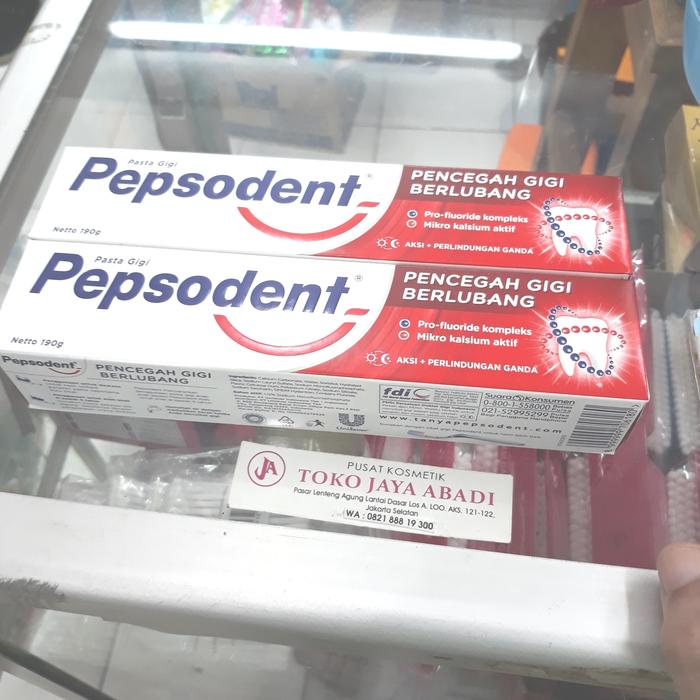 Pasta Gigi
Pepsodent®
Netto 190g
PENCEGAH GIGI
BERLUBANG
Pro-fluoride kompleks
Mikro kalsium aktif
AKSI + PERLINDUNGAN GANDA
Pasta Gigi
Pepsodent®
Netto 190g
PENCEGAH GIGI
BERLUBANG
Pro-fluoride kompleks
Mikro kalsium aktif
AKSI + PERLINDUNGAN GANDA
Pepsodent
PENCEGAH GIGI
BERLUBANG
Unilever
fdi
Suara Konsumen
0-800-1-558000
021-52995299
www.tanyapepsodent.com
JA
PUSAT KOSMETIK
TOKO JAYA ABADI
Pasar Lenteng Agung Lantai Dasar Los A. LOO. AKS. 121-122,
Jakarta Selatan
WA : 0821 888 19 300